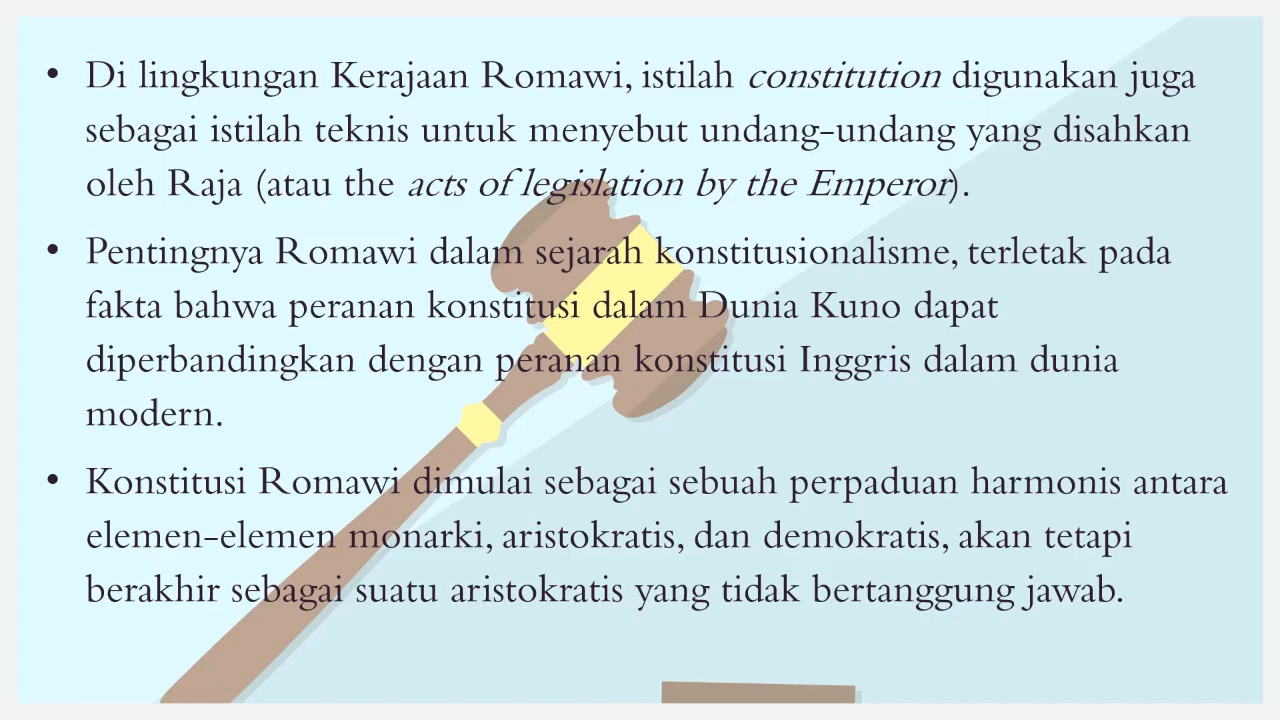 • Di lingkungan Kerajaan Romawi, istilah constitution digunakan juga
sebagai istilah teknis untuk menyebut undang-undang yang disahkan
oleh Raja (atau the acts of legislation by the Emperor).
• Pentingnya Romawi dalam sejarah konstitusionalisme, terletak pada
fakta bahwa peranan konstitusi dalam Dunia Kuno dapat
diperbandingkan dengan peranan konstitusi Inggris dalam dunia
modern.
• Konstitusi Romawi dimulai sebagai sebuah perpaduan harmonis antara
elemen-elemen monarki, aristokratis, dan demokratis, akan tetapi
berakhir sebagai suatu aristokratis yang tidak bertanggung jawab.